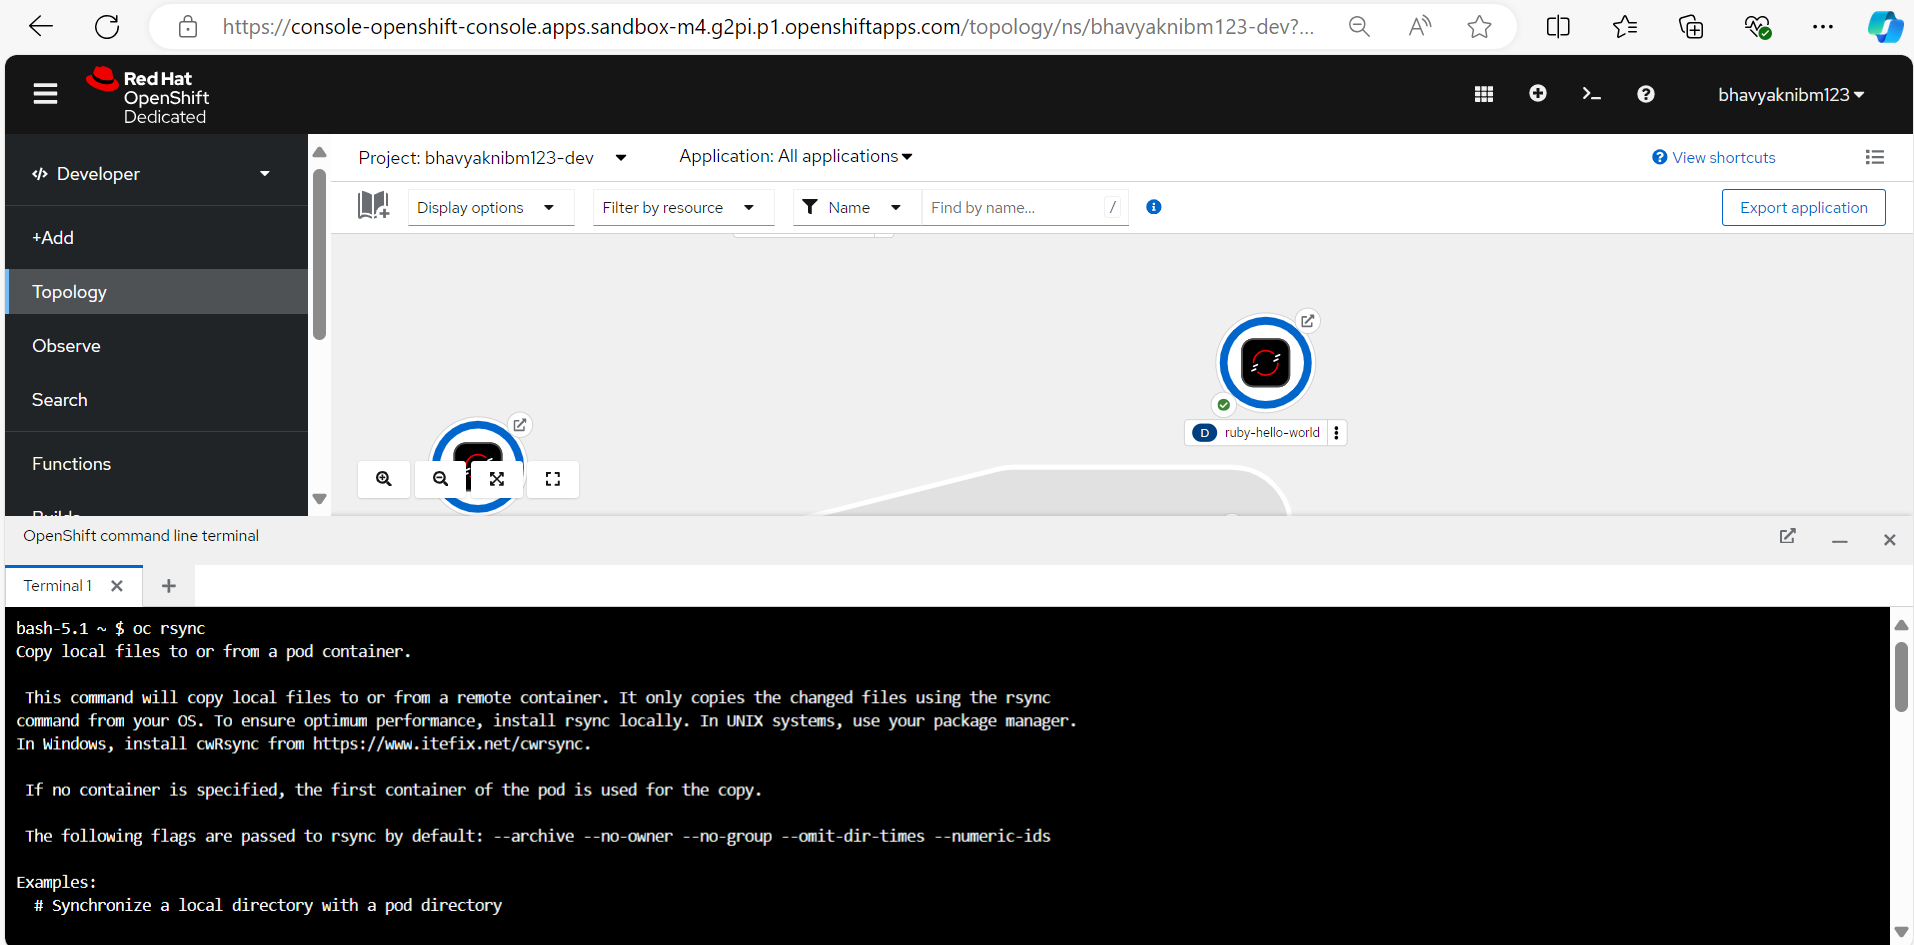 https://console-openshift-console.apps.sandbox-m4.g2pi.p1.openshiftapps.com/topology/ns/bhavyaknibm123-dev?...
Red Hat
OpenShift
Dedicated
bhavyaknibm123
Developer
Project: bhavyaknibm123-dev
Application: All applications
View shortcuts
Display options
Filter by resource
Name
Find by name...
/
Export application
+Add
Topology
Observe
Search
Functions
Builds
D ruby-hello-world
OpenShift command line terminal
Terminal 1
bash-5.1 ~ $ oc rsync
Copy local files to or from a pod container.
This command will copy local files to or from a remote container. It only copies the changed files using the rsync
command from your OS. To ensure optimum performance, install rsync locally. In UNIX systems, use your package manager.
In Windows, install cwRsync from https://www.itefix.net/cwrsync.
If no container is specified, the first container of the pod is used for the copy.
The following flags are passed to rsync by default: --archive --no-owner --no-group --omit-dir-times --numeric-ids
Examples:
# Synchronize a local directory with a pod directory